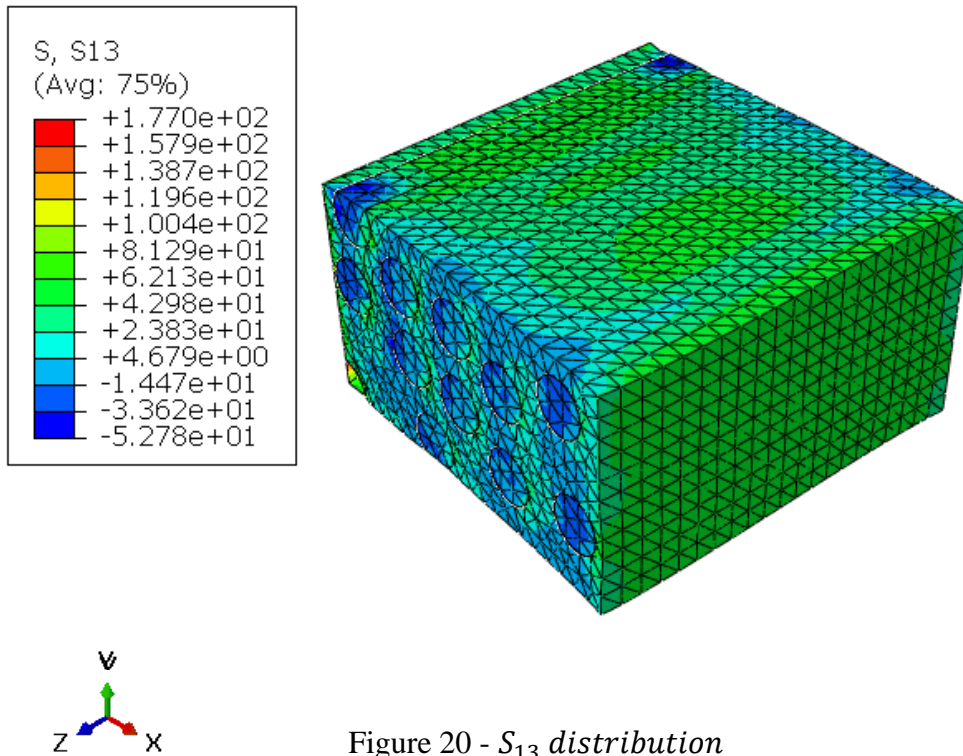 S, S13
(Avg: 75%)
+1.770e+02
+1.579e+02
+1.387e+02
+1.196e+02
+1.004e+02
+8.129e+01
+6.213e+01
+4.298e+01
+2.383e+01
+4.679e+00
-1.447e+01
-3.362e+01
-5.278e+01
Z X
Figure 20 - S₁₃ distribution